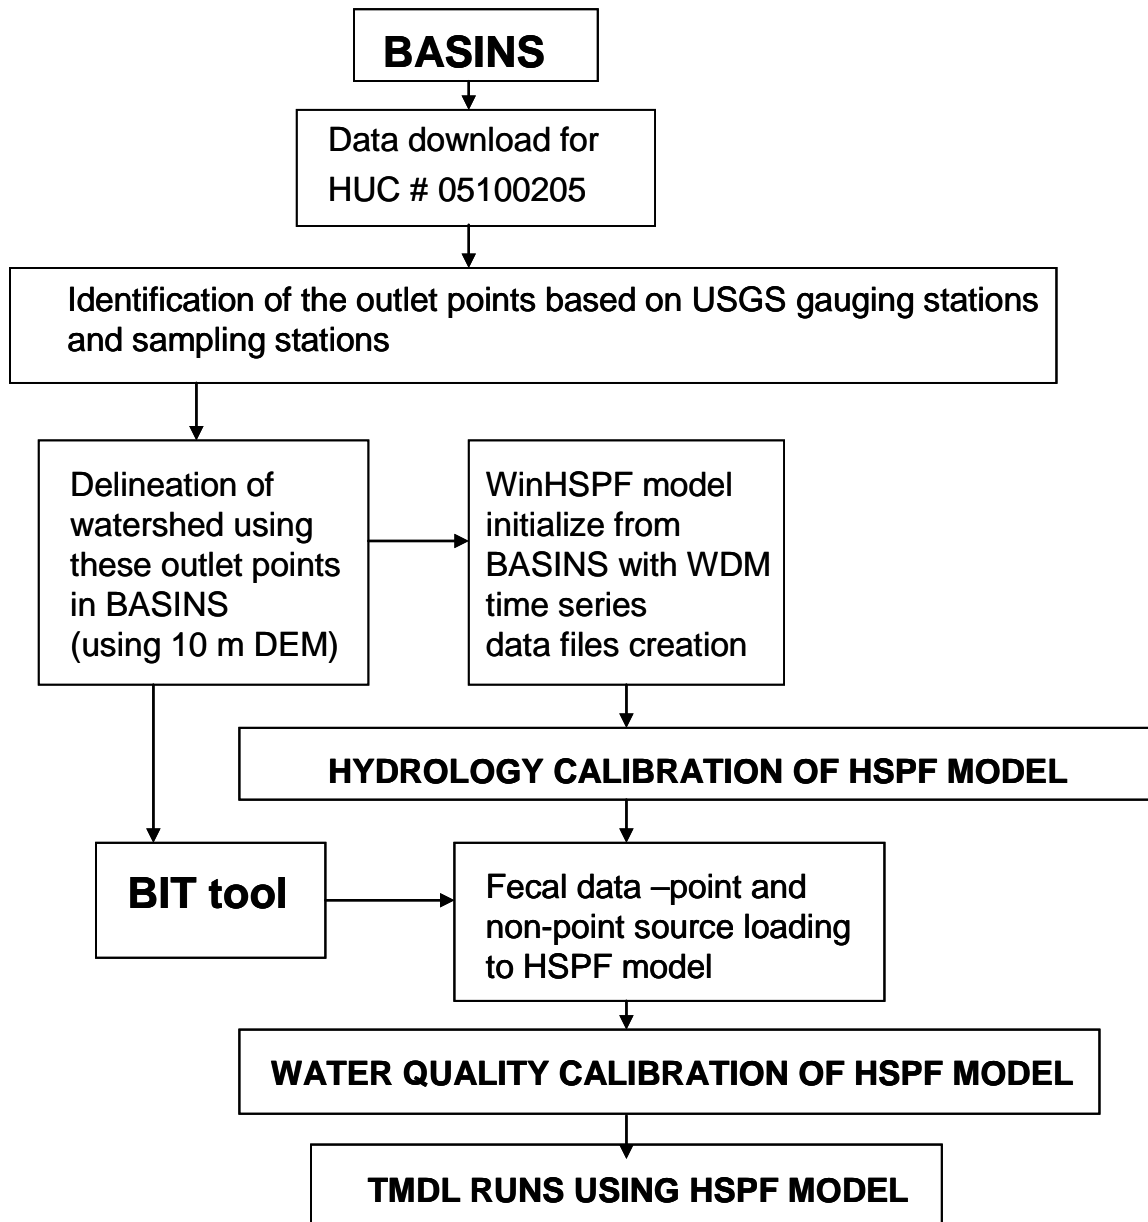 BASINS
Data download for
HUC # 05100205
Identification of the outlet points based on USGS gauging stations
and sampling stations
Delineation of
watershed using
these outlet points
in BASINS
(using 10 m DEM)
WinHSPF model
initialize from
BASINS with WDM
time series
data files creation
HYDROLOGY CALIBRATION OF HSPF MODEL
BIT tool
Fecal data –point and
non-point source loading
to HSPF model
WATER QUALITY CALIBRATION OF HSPF MODEL
TMDL RUNS USING HSPF MODEL